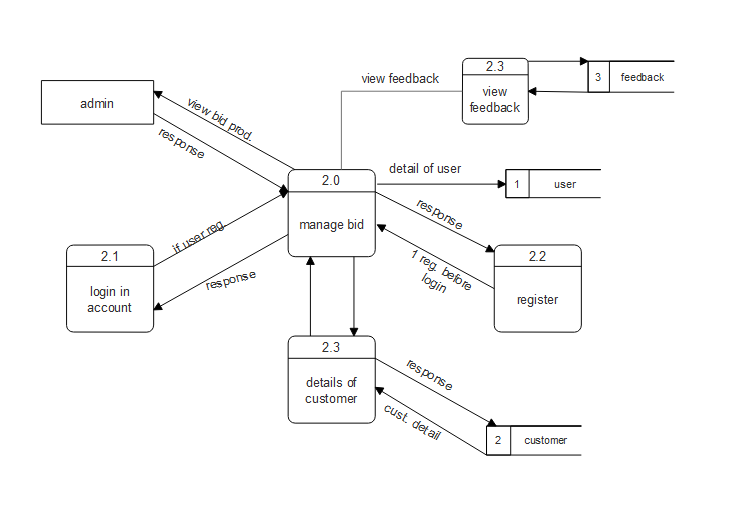 2.3
view feedback
3
feedback
view
feedback
admin
view bid prod.
response
detail of user
2.0
1
user
manage bid
response
if user reg.
2.1
2.2
1 reg. before
login
login in
account
response
register
2.3
details of
customer
response
cust. detail
2
customer